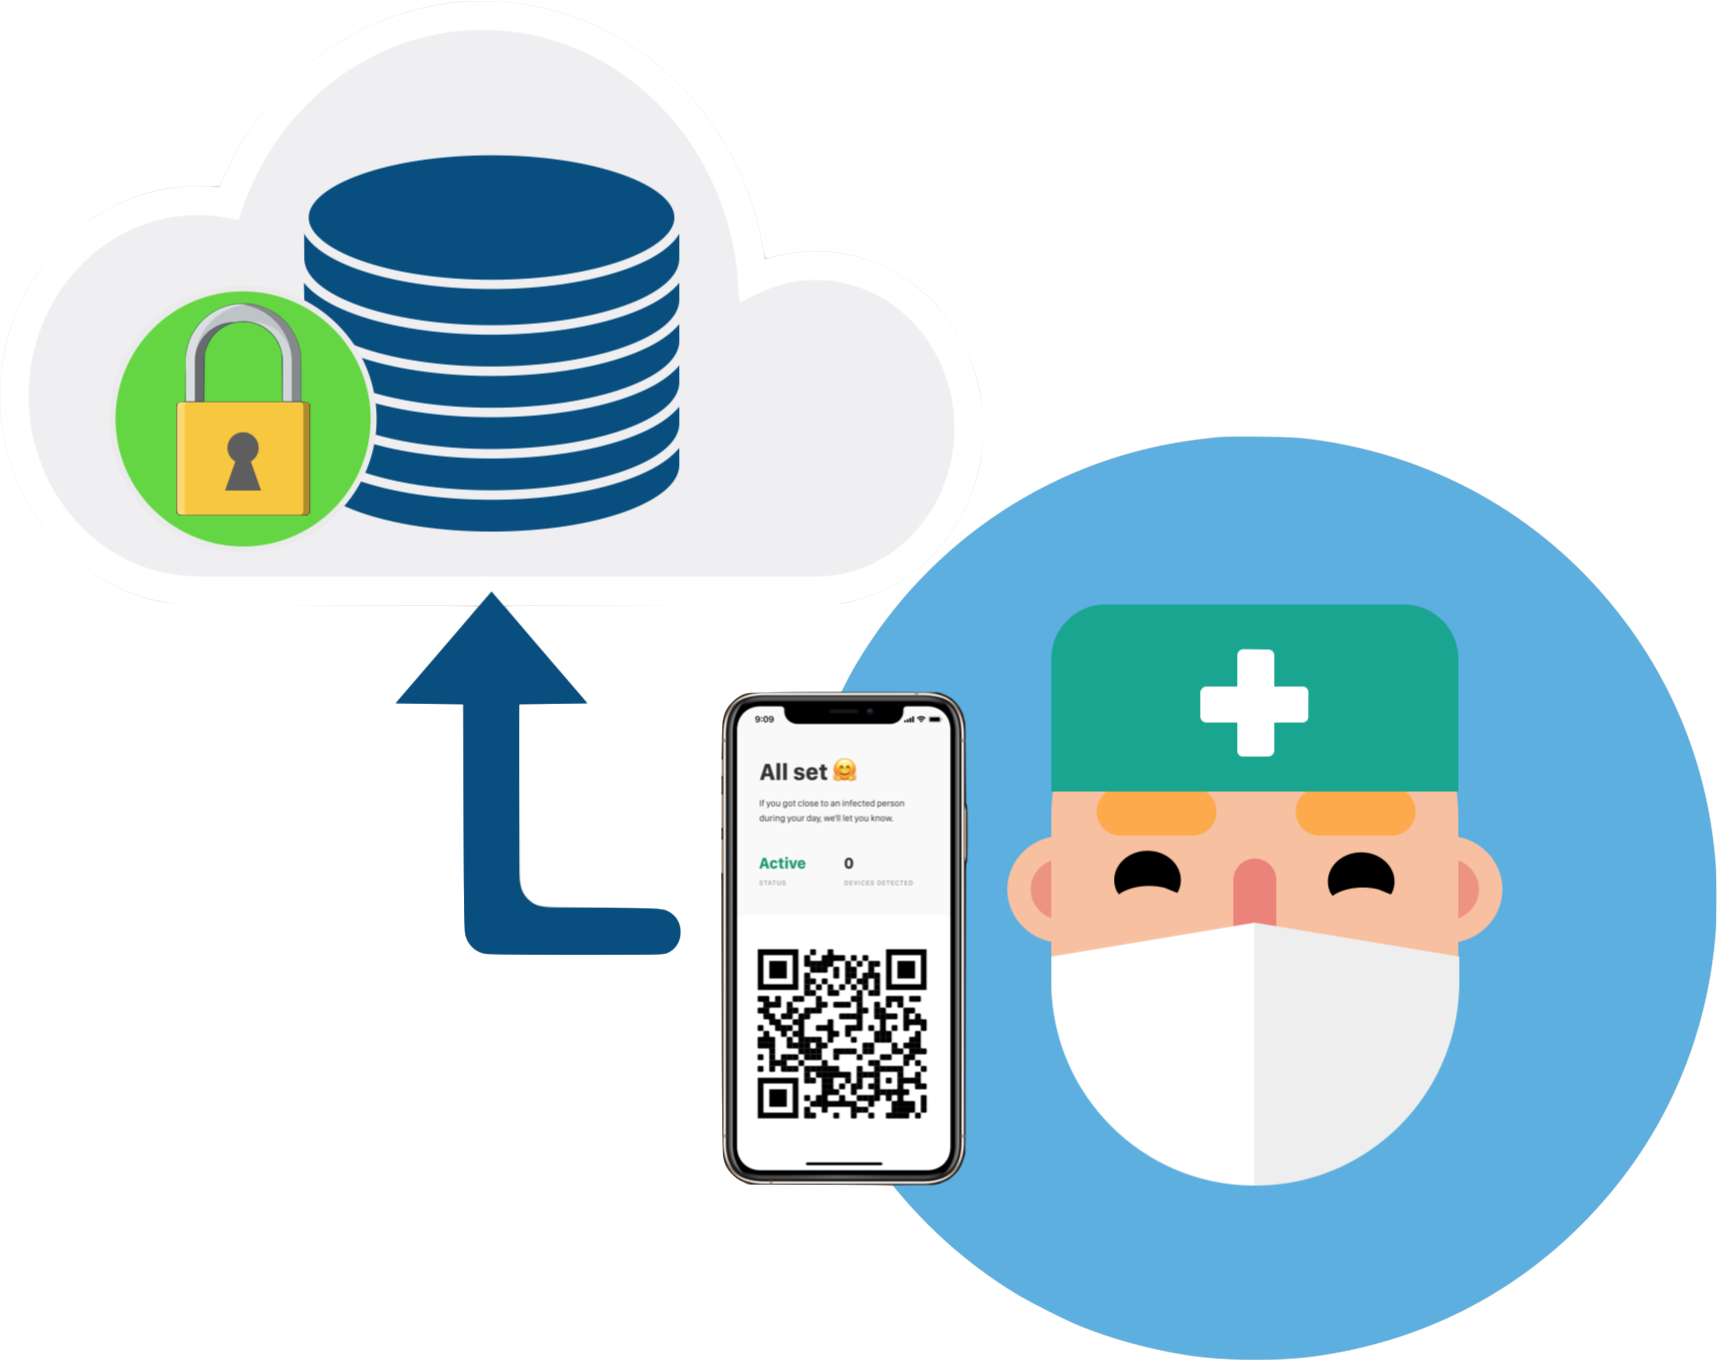 9:09
All set 🤗
If you got close to an infected person
during your day, we'll let you know.
Active 0
STATUS DEVICES DETECTED